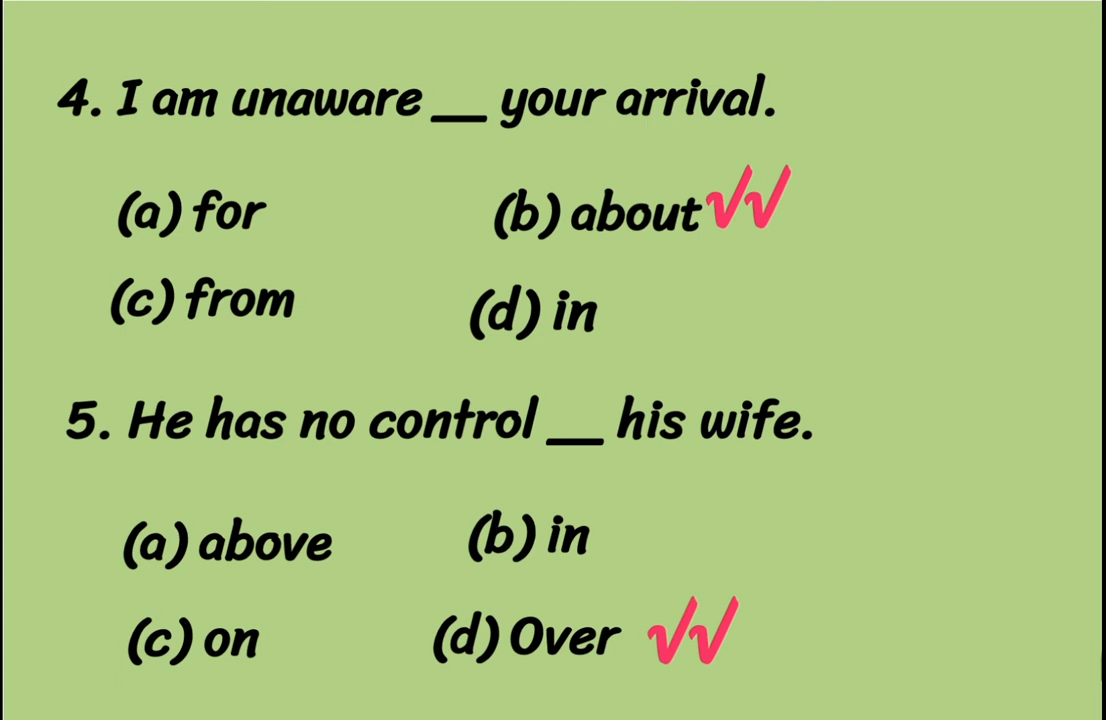 4. I am unaware __ your arrival.
(a) for (b) about √√
(c) from (d) in
5. He has no control __ his wife.
(a) above (b) in
(c) on (d) Over √√